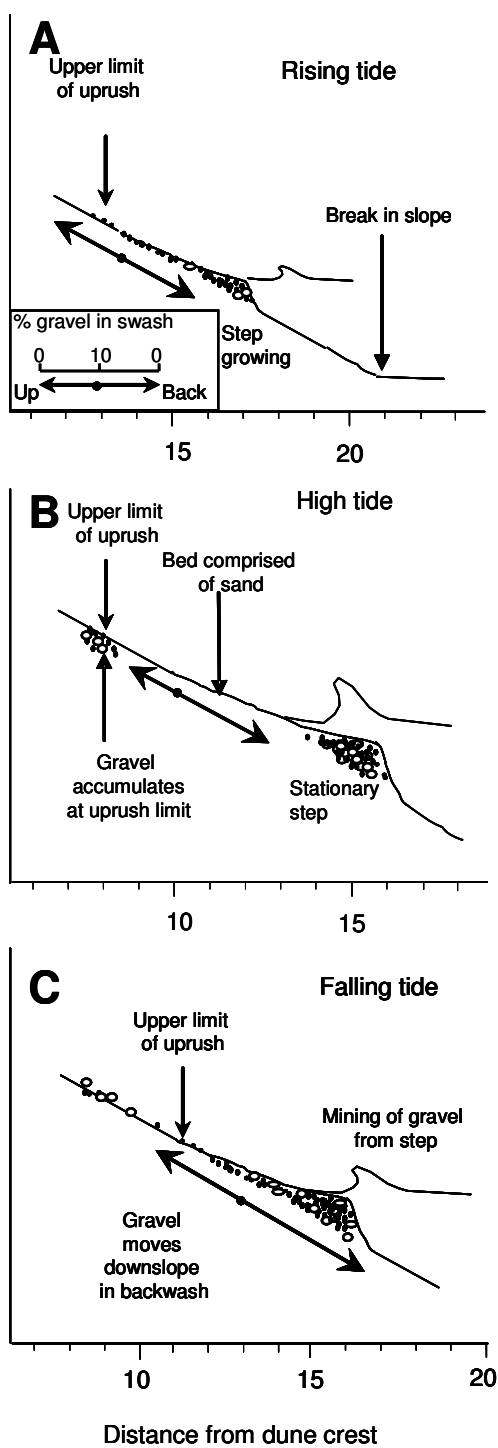 A
Upper limit
of uprush
Rising tide
Break in slope
% gravel in swash
0 10 0
Up Back
Step
growing
15 20
B
High tide
Upper limit
of uprush
Bed comprised
of sand
Gravel
accumulates
at uprush limit
Stationary
step
10 15
C
Falling tide
Upper limit
of uprush
Mining of gravel
from step
Gravel
moves
downslope
in backwash
10 15 20
Distance from dune crest